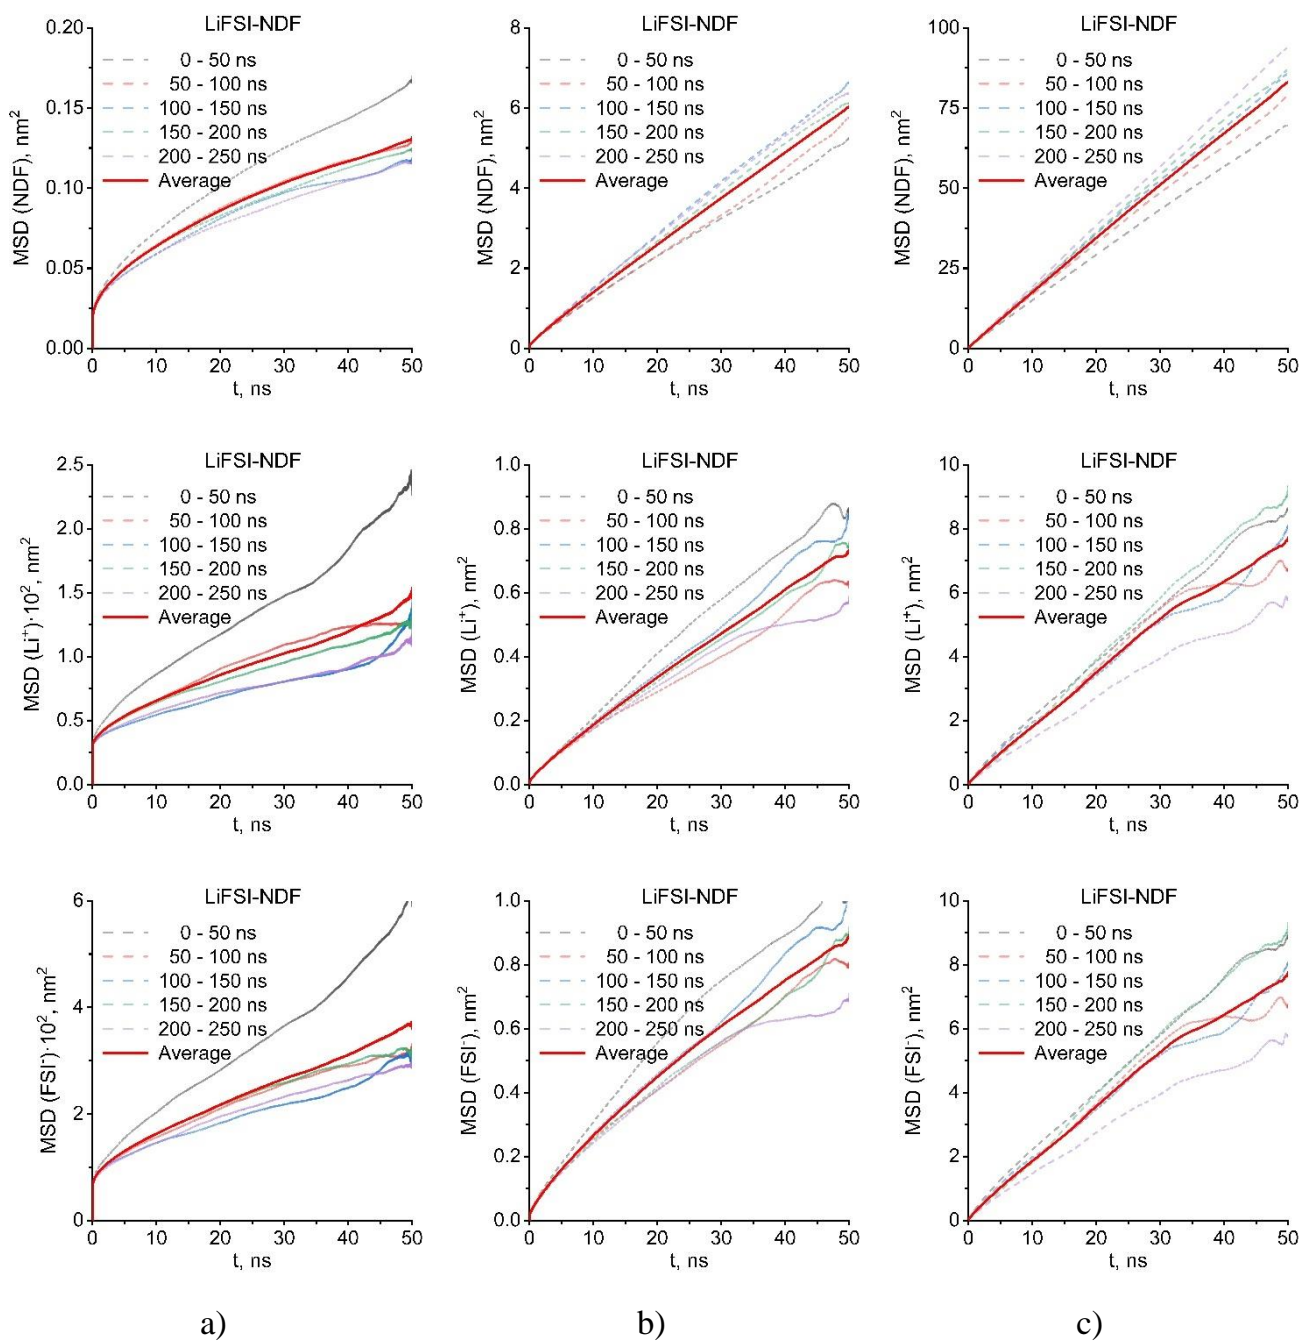 LiFSI-NDF
0.20
0 - 50 ns
50 - 100 ns
0.15
100 - 150 ns
150 - 200 ns
200 - 250 ns
0.10
Average
0.05
0.00
MSD (NDF), nm²
0 10 20 30 40 50
t, ns
LiFSI-NDF
8
0 - 50 ns
50 - 100 ns
6
100 - 150 ns
150 - 200 ns
200 - 250 ns
4
Average
2
0
MSD (NDF), nm²
0 10 20 30 40 50
t, ns
LiFSI-NDF
100
0 - 50 ns
50 - 100 ns
75
100 - 150 ns
150 - 200 ns
200 - 250 ns
50
Average
25
0
MSD (NDF), nm²
0 10 20 30 40 50
t, ns
LiFSI-NDF
2.5
0 - 50 ns
50 - 100 ns
2.0
100 - 150 ns
150 - 200 ns
200 - 250 ns
1.5
Average
1.0
0.5
0.0
MSD (Li⁺)·10², nm²
0 10 20 30 40 50
t, ns
LiFSI-NDF
1.0
0 - 50 ns
50 - 100 ns
0.8
100 - 150 ns
150 - 200 ns
200 - 250 ns
0.6
Average
0.4
0.2
0.0
MSD (Li⁺), nm²
0 10 20 30 40 50
t, ns
LiFSI-NDF
10
0 - 50 ns
50 - 100 ns
8
100 - 150 ns
150 - 200 ns
200 - 250 ns
6
Average
4
2
0
MSD (Li⁺), nm²
0 10 20 30 40 50
t, ns
LiFSI-NDF
6
0 - 50 ns
50 - 100 ns
100 - 150 ns
4
150 - 200 ns
200 - 250 ns
Average
2
0
MSD (FSI⁻)·10², nm²
0 10 20 30 40 50
t, ns
LiFSI-NDF
1.0
0 - 50 ns
50 - 100 ns
0.8
100 - 150 ns
150 - 200 ns
200 - 250 ns
0.6
Average
0.4
0.2
0.0
MSD (FSI⁻), nm²
0 10 20 30 40 50
t, ns
LiFSI-NDF
10
0 - 50 ns
50 - 100 ns
8
100 - 150 ns
150 - 200 ns
200 - 250 ns
6
Average
4
2
0
MSD (FSI⁻), nm²
0 10 20 30 40 50
t, ns
a) b) c)